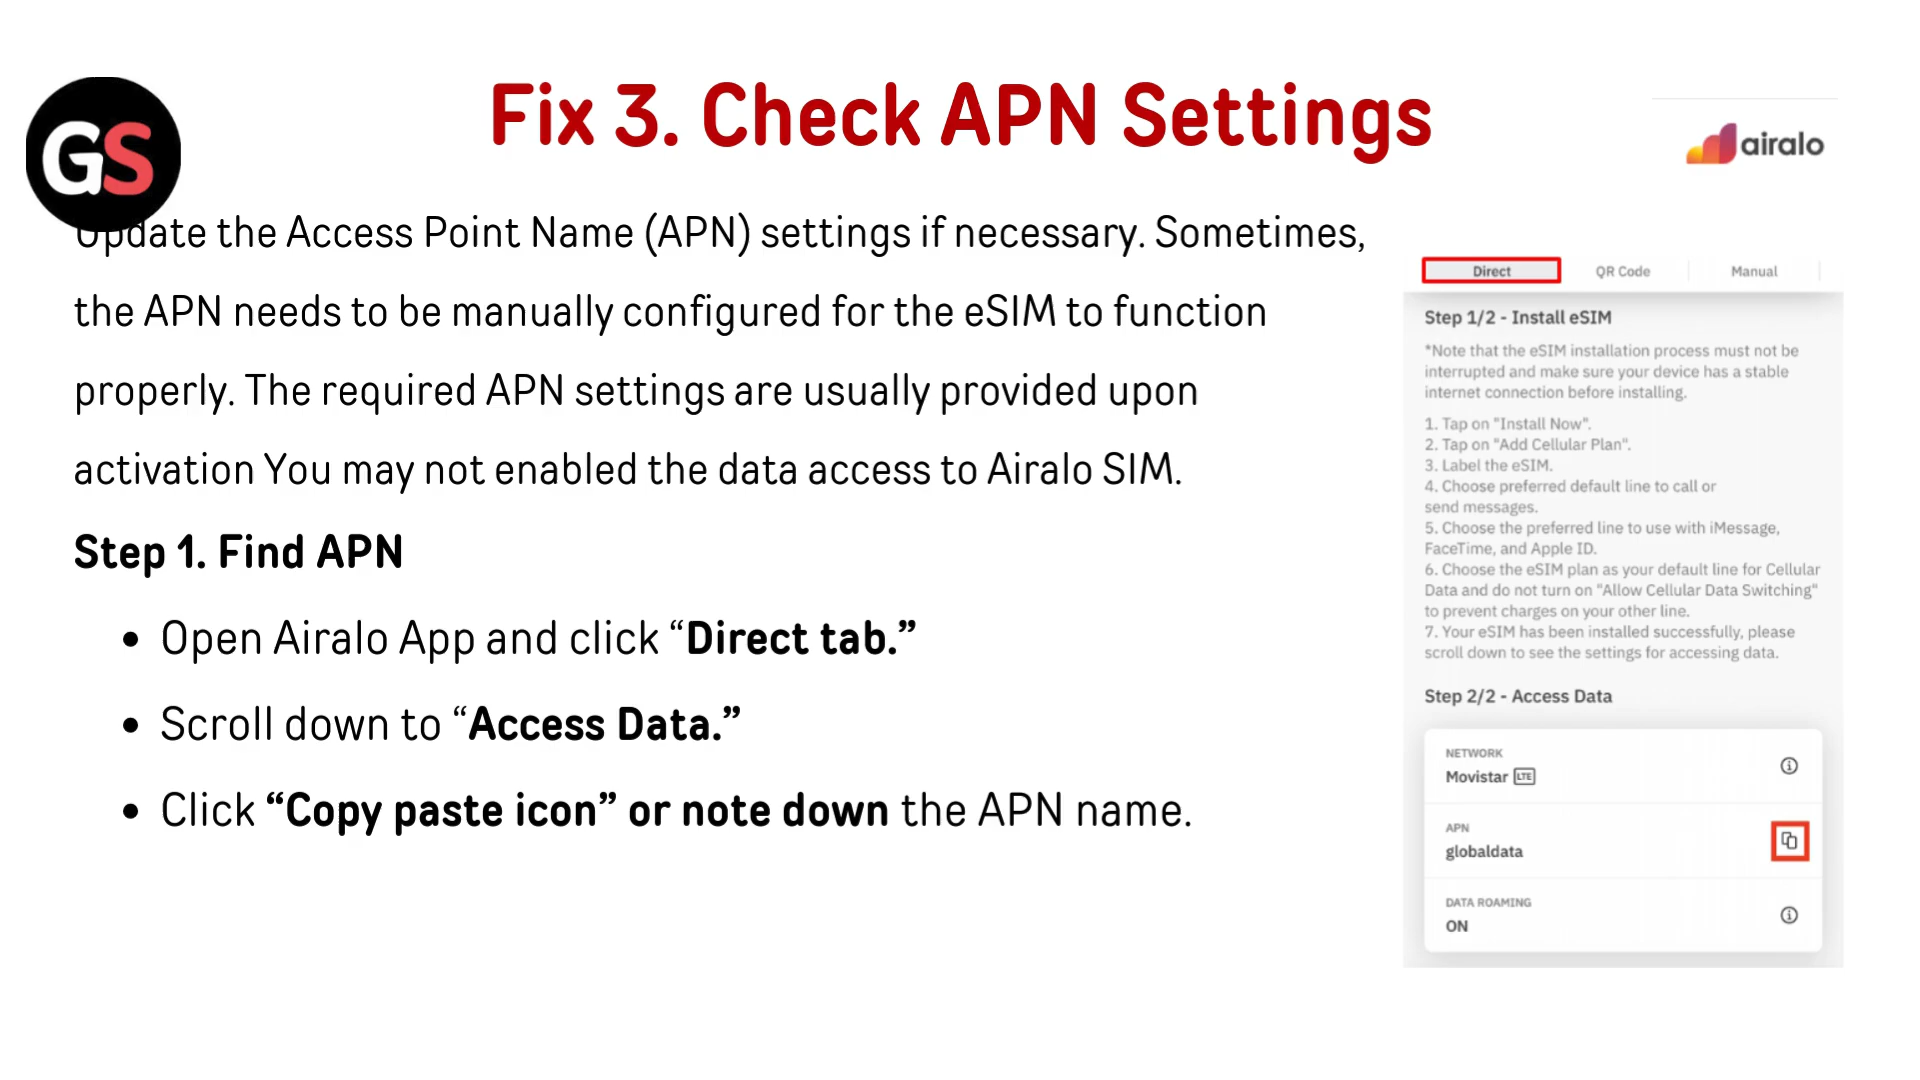 GS
Fix 3. Check APN Settings
airalo
Update the Access Point Name (APN) settings if necessary. Sometimes,
the APN needs to be manually configured for the eSIM to function
properly. The required APN settings are usually provided upon
activation You may not enabled the data access to Airalo SIM.
Step 1. Find APN
• Open Airalo App and click “Direct tab.”
• Scroll down to “Access Data.”
• Click “Copy paste icon” or note down the APN name.
Direct QR Code Manual
Step 1/2 - Install eSIM
*Note that the eSIM installation process must not be
interrupted and make sure your device has a stable
internet connection before installing.
1. Tap on "Install Now".
2. Tap on "Add Cellular Plan".
3. Label the eSIM.
4. Choose preferred default line to call or
send messages.
5. Choose the preferred line to use with iMessage,
FaceTime, and Apple ID.
6. Choose the eSIM plan as your default line for Cellular
Data and do not turn on "Allow Cellular Data Switching"
to prevent charges on your other line.
7. Your eSIM has been installed successfully, please
scroll down to see the settings for accessing data.
Step 2/2 - Access Data
NETWORK
Movistar LTE
APN
globaldata
DATA ROAMING
ON